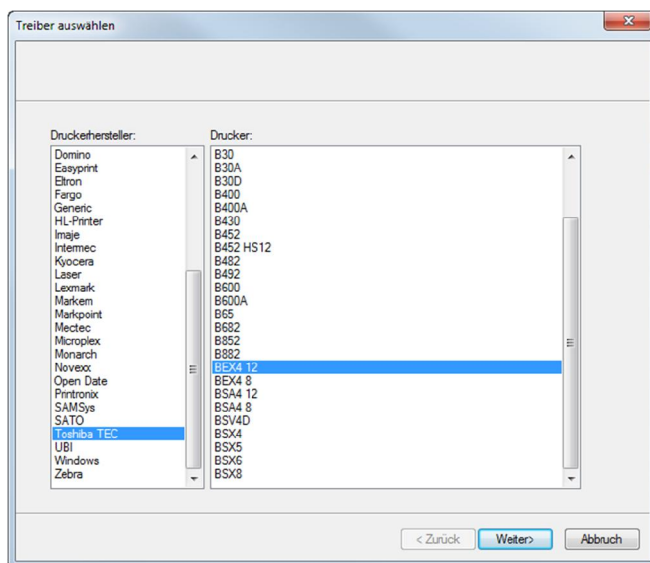 Treiber auswählen
Druckerhersteller:
Domino
Easyprint
Eltron
Fargo
Generic
HL-Printer
Imaje
Intermec
Kyocera
Laser
Lexmark
Markem
Markpoint
Mectec
Microplex
Monarch
Novexx
Open Date
Printronix
SAMSys
SATO
Toshiba TEC
UBI
Windows
Zebra
Drucker:
B30
B30A
B30D
B400
B400A
B430
B452
B452 HS12
B482
B492
B600
B600A
B65
B682
B852
B882
BEX4 12
BEX4 8
BSA4 12
BSA4 8
BSV4D
BSX4
BSX5
BSX6
BSX8
< Zurück
Weiter>
Abbruch